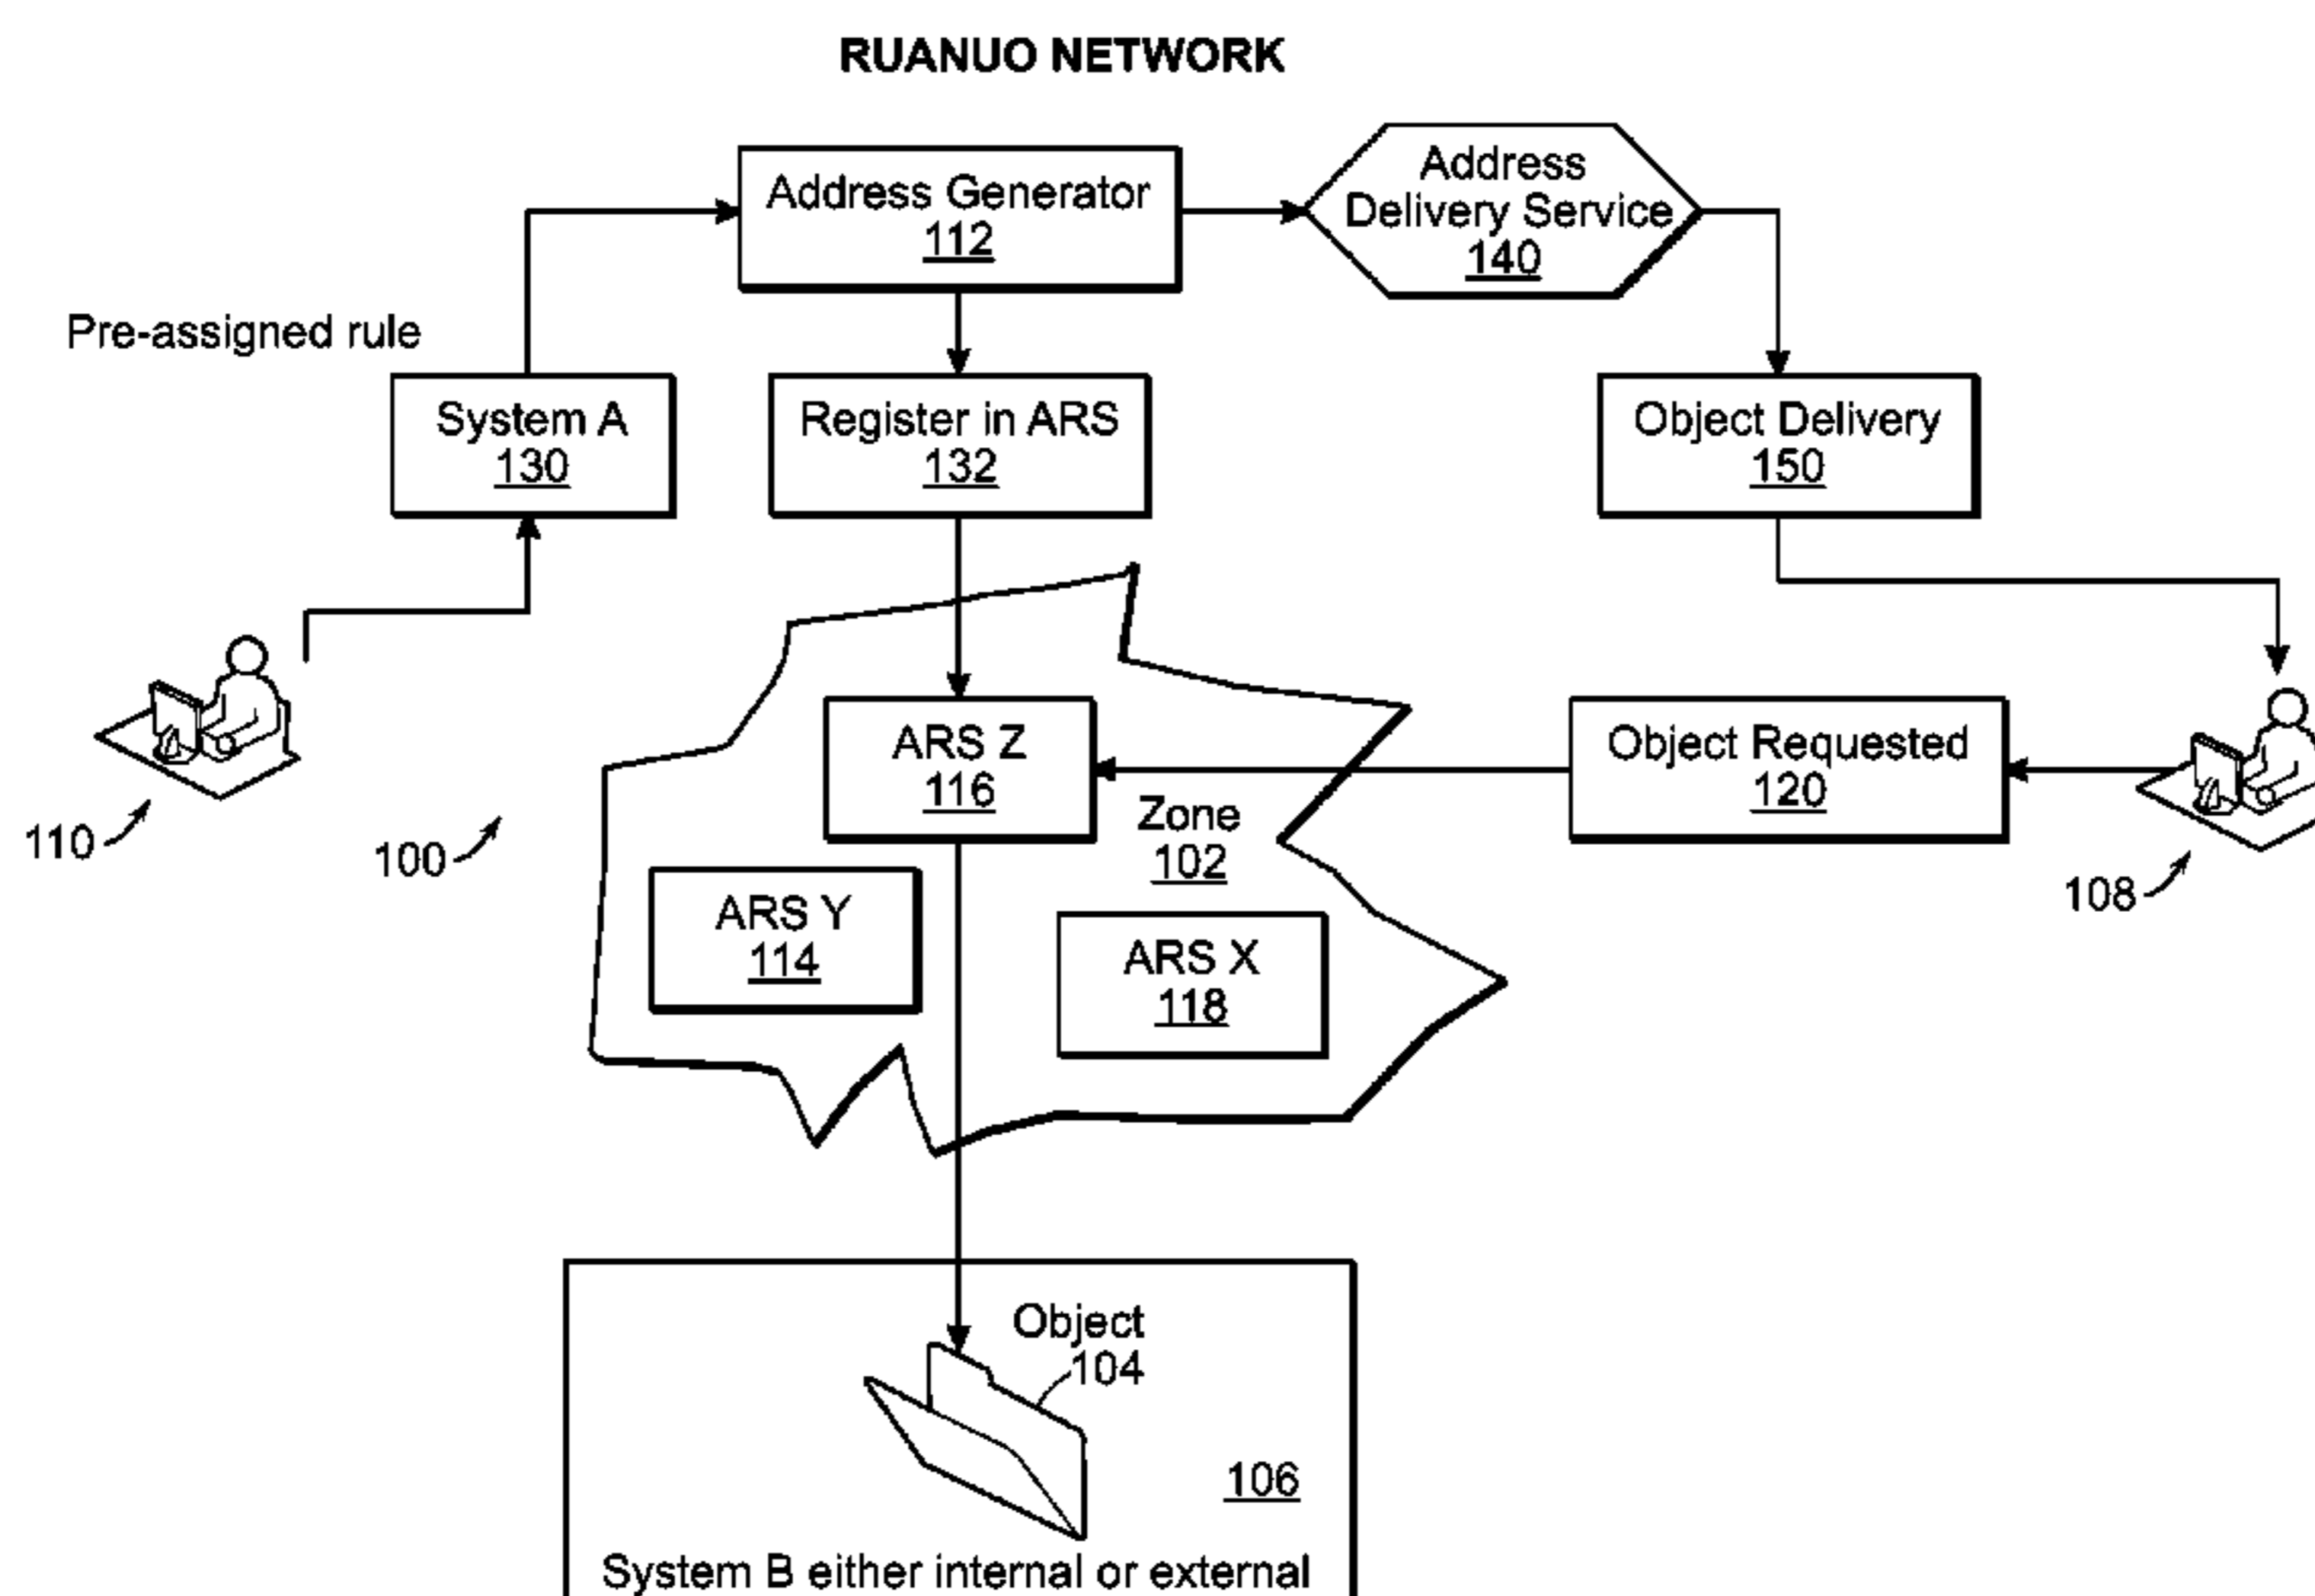 RUANUO NETWORK
Address
Delivery Service
140
Address Generator
112
Pre-assigned rule
System A
130
Register in ARS
132
Object Delivery
150
ARS Z
116
Object Requested
120
Zone
102
110
100
108
ARS Y
114
ARS X
118
Object
104
106
System B either internal or external